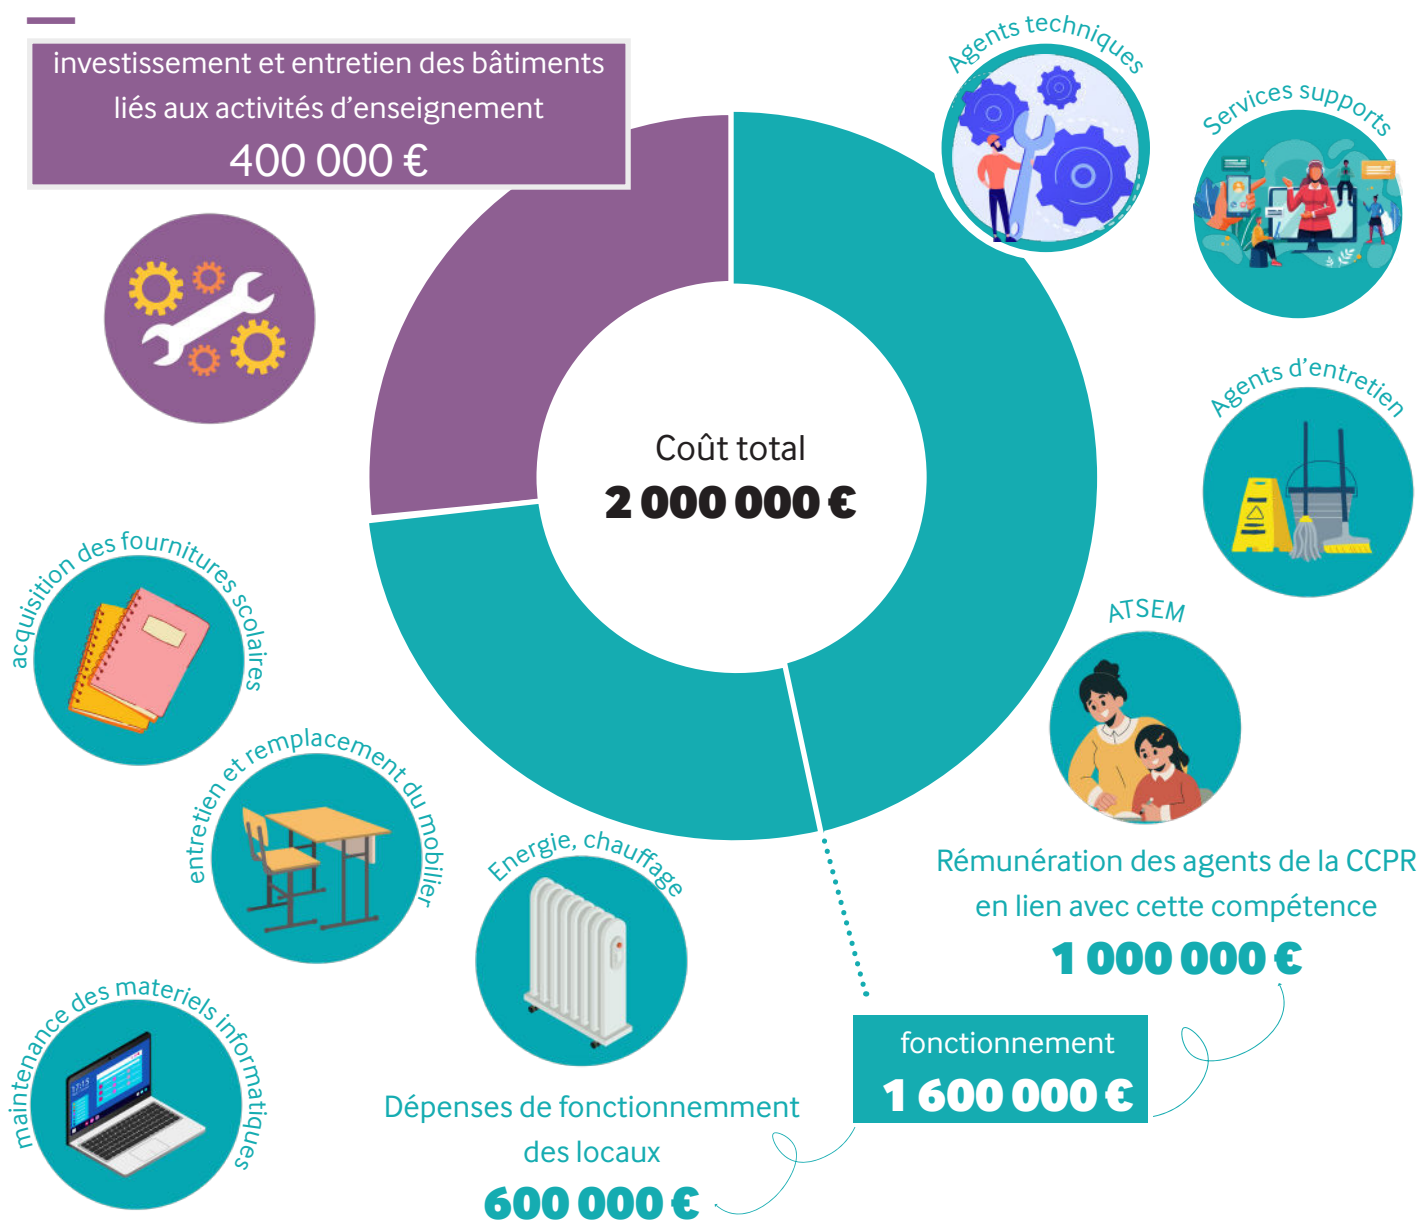 investissement et entretien des bâtiments
liés aux activités d’enseignement
400 000 €
Agents techniques
Services supports
Agents d’entretien
Coût total
2 000 000 €
acquisition des fournitures scolaires
ATSEM
entretien et remplacement du mobilier
Energie, chauffage
Rémunération des agents de la CCPR
en lien avec cette compétence
1 000 000 €
maintenance des materiels informatiques
17:15
fonctionnement
1 600 000 €
Dépenses de fonctionnemment
des locaux
600 000 €